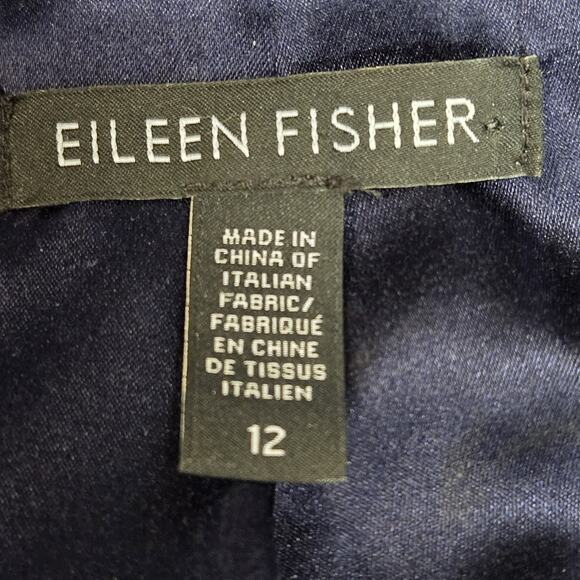 EILEEN FISHER
MADE IN
CHINA OF
ITALIAN
FABRIC/
FABRIQUÉ
EN CHINE
DE TISSUS
ITALIEN
12